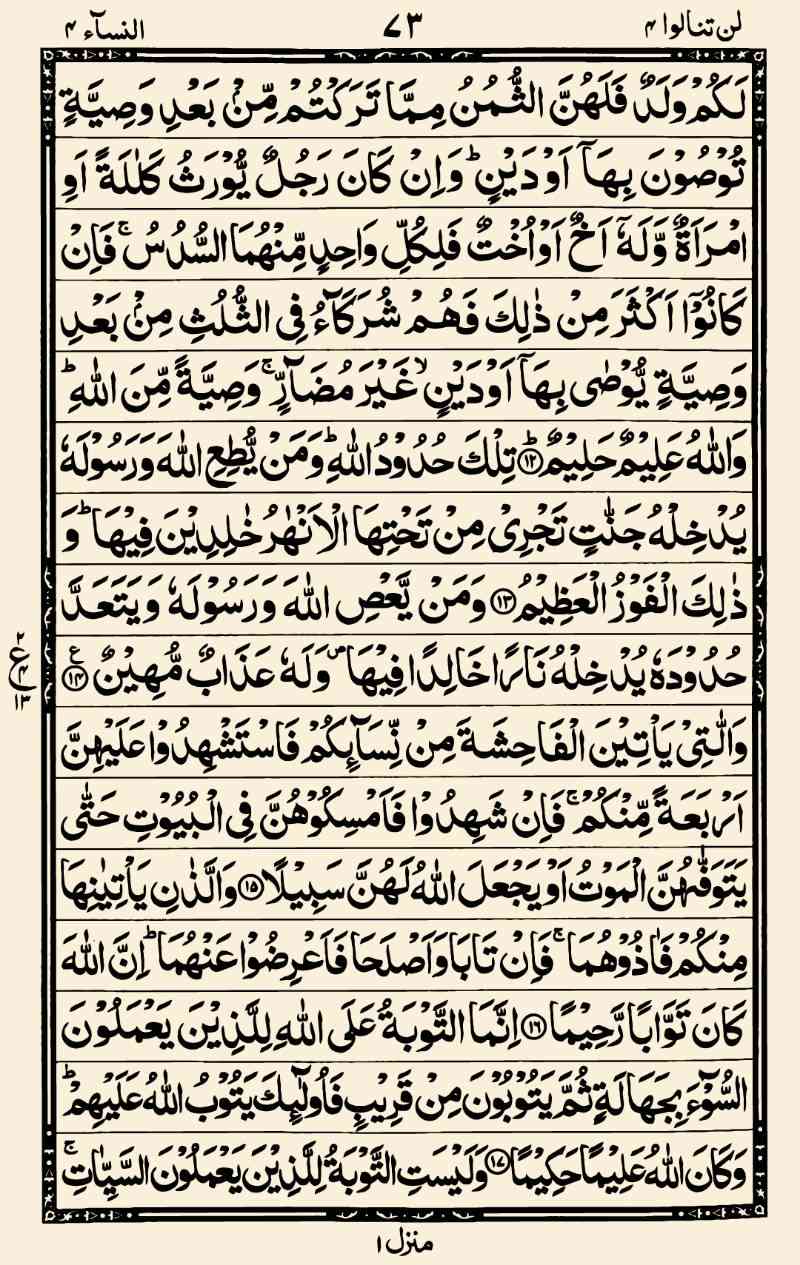 لن تنالوا ۴ ۷۳ النسآء ۴
لَكُمْ وَلَدٌ فَلَهُنَّ الثُّمُنُ مِمَّا تَرَكْتُمْ مِّنْۢ بَعْدِ وَصِيَّةٍ
تُوْصُوْنَ بِهَاۤ اَوْ دَيْنٍ ؕ وَاِنْ كَانَ رَجُلٌ يُّوْرَثُ كَلٰلَةً اَوِ
امْرَاَةٌ وَّلَهٗۤ اَخٌ اَوْ اُخْتٌ فَلِكُلِّ وَاحِدٍ مِّنْهُمَا السُّدُسُ ۚ فَاِنْ
كَانُوْۤا اَكْثَرَ مِنْ ذٰلِكَ فَهُمْ شُرَكَآءُ فِى الثُّلُثِ مِنْۢ بَعْدِ
وَصِيَّةٍ يُّوْصٰى بِهَاۤ اَوْ دَيْنٍ ۙ غَيْرَ مُضَآرٍّ ۚ وَصِيَّةً مِّنَ اللّٰهِ ؕ
وَاللّٰهُ عَلِيْمٌ حَلِيْمٌ ؕ ۱۲ تِلْكَ حُدُوْدُ اللّٰهِ ؕ وَمَنْ يُّطِعِ اللّٰهَ وَرَسُوْلَهٗ
يُدْخِلْهُ جَنّٰتٍ تَجْرِىْ مِنْ تَحْتِهَا الْاَنْهٰرُ خٰلِدِيْنَ فِيْهَا ؕ وَ
ذٰلِكَ الْفَوْزُ الْعَظِيْمُ ۱۳ وَمَنْ يَّعْصِ اللّٰهَ وَرَسُوْلَهٗ وَيَتَعَدَّ
حُدُوْدَهٗ يُدْخِلْهُ نَارًا خَالِدًا فِيْهَا ۪ وَلَهٗ عَذَابٌ مُّهِيْنٌ ۱۴ ع
۲
ع ۴
۱۳
وَالّٰتِىْ يَاْتِيْنَ الْفَاحِشَةَ مِنْ نِّسَآئِكُمْ فَاسْتَشْهِدُوْا عَلَيْهِنَّ
اَرْبَعَةً مِّنْكُمْ ۚ فَاِنْ شَهِدُوْا فَاَمْسِكُوْهُنَّ فِى الْبُيُوْتِ حَتّٰى
يَتَوَفّٰهُنَّ الْمَوْتُ اَوْ يَجْعَلَ اللّٰهُ لَهُنَّ سَبِيْلًا ۱۵ وَالَّذٰنِ يَاْتِيٰنِهَا
مِنْكُمْ فَاٰذُوْهُمَا ۚ فَاِنْ تَابَا وَاَصْلَحَا فَاَعْرِضُوْا عَنْهُمَا ؕ اِنَّ اللّٰهَ
كَانَ تَوَّابًا رَّحِيْمًا ۱۶ اِنَّمَا التَّوْبَةُ عَلَى اللّٰهِ لِلَّذِيْنَ يَعْمَلُوْنَ
السُّوْٓءَ بِجَهَالَةٍ ثُمَّ يَتُوْبُوْنَ مِنْ قَرِيْبٍ فَاُولٰٓئِكَ يَتُوْبُ اللّٰهُ عَلَيْهِمْ ؕ
وَكَانَ اللّٰهُ عَلِيْمًا حَكِيْمًا ۱۷ وَلَيْسَتِ التَّوْبَةُ لِلَّذِيْنَ يَعْمَلُوْنَ السَّيِّاٰتِ ۚ
منزل ۱